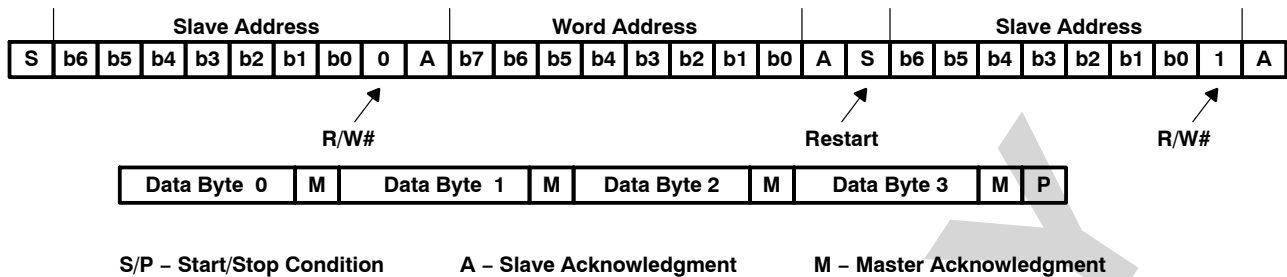 Slave Address Word Address Slave Address
S b6 b5 b4 b3 b2 b1 b0 0 A b7 b6 b5 b4 b3 b2 b1 b0 A S b6 b5 b4 b3 b2 b1 b0 1 A
R/W# Restart R/W#
Data Byte 0 M Data Byte 1 M Data Byte 2 M Data Byte 3 M P
S/P – Start/Stop Condition A – Slave Acknowledgment M – Master Acknowledgment